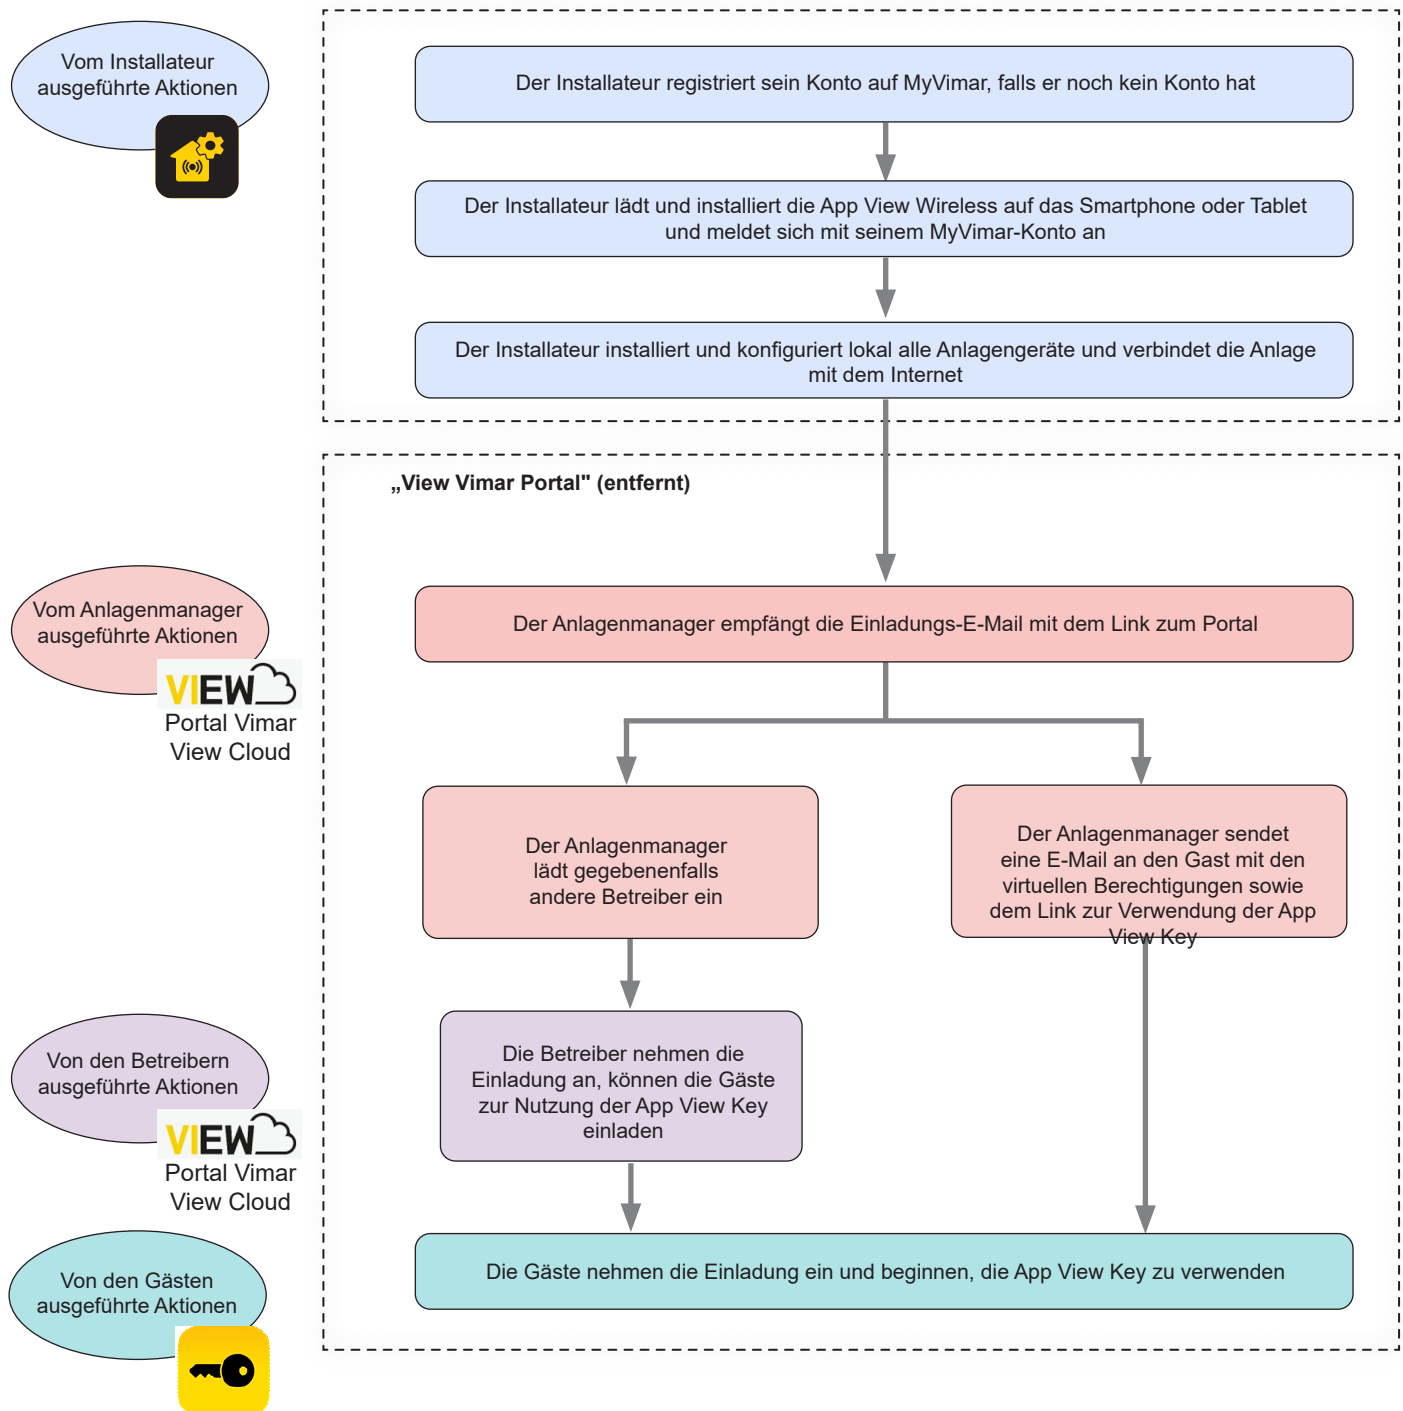 Vom Installateur
ausgeführte Aktionen
Der Installateur registriert sein Konto auf MyVimar, falls er noch kein Konto hat
Der Installateur lädt und installiert die App View Wireless auf das Smartphone oder Tablet
und meldet sich mit seinem MyVimar-Konto an
Der Installateur installiert und konfiguriert lokal alle Anlagengeräte und verbindet die Anlage
mit dem Internet
„View Vimar Portal" (entfernt)
Vom Anlagenmanager
ausgeführte Aktionen
VIEW
Portal Vimar
View Cloud
Der Anlagenmanager empfängt die Einladungs-E-Mail mit dem Link zum Portal
Der Anlagenmanager
lädt gegebenenfalls
andere Betreiber ein
Der Anlagenmanager sendet
eine E-Mail an den Gast mit den
virtuellen Berechtigungen sowie
dem Link zur Verwendung der App
View Key
Von den Betreibern
ausgeführte Aktionen
VIEW
Portal Vimar
View Cloud
Die Betreiber nehmen die
Einladung an, können die Gäste
zur Nutzung der App View Key
einladen
Von den Gästen
ausgeführte Aktionen
Die Gäste nehmen die Einladung ein und beginnen, die App View Key zu verwenden